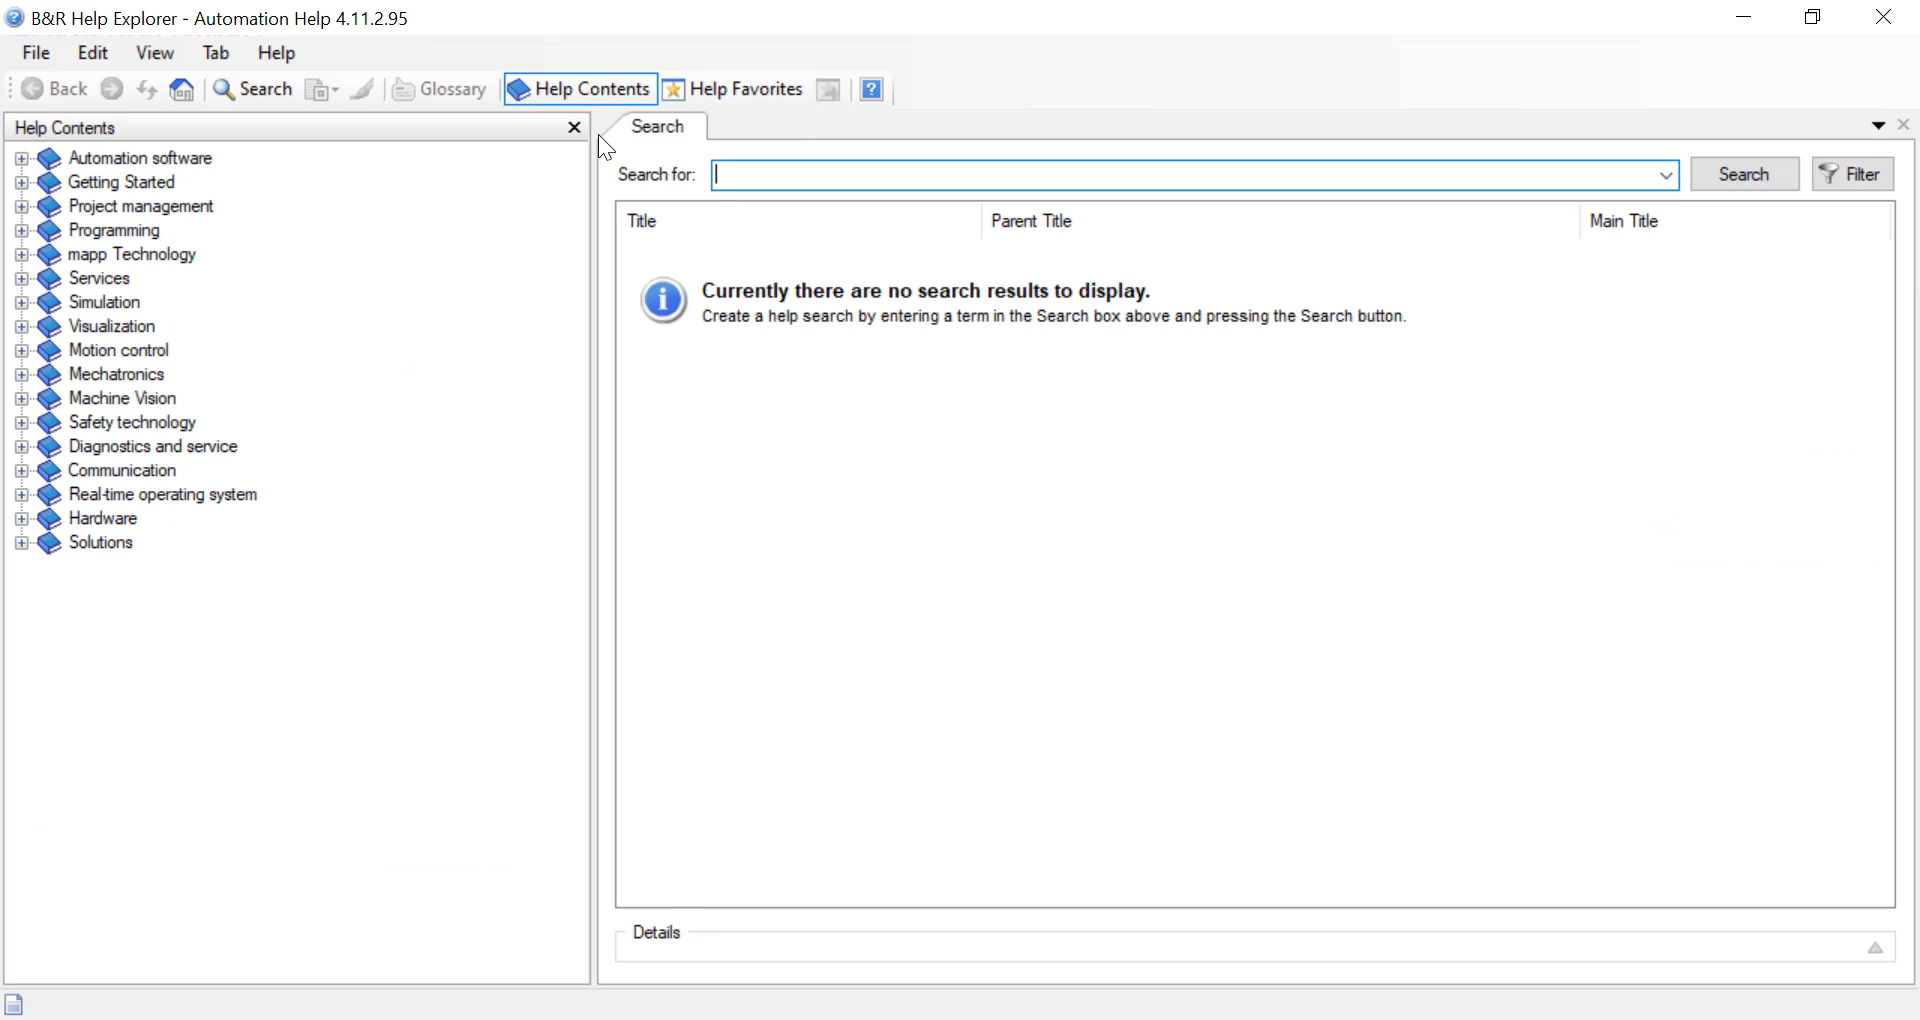 B&R Help Explorer - Automation Help 4.11.2.95
File Edit View Tab Help
Back Search Glossary Help Contents Help Favorites
Help Contents
Automation software
Getting Started
Project management
Programming
mapp Technology
Services
Simulation
Visualization
Motion control
Mechatronics
Machine Vision
Safety technology
Diagnostics and service
Communication
Real-time operating system
Hardware
Solutions
Search
Search for: Search Filter
Title Parent Title Main Title
Currently there are no search results to display.
Create a help search by entering a term in the Search box above and pressing the Search button.
Details